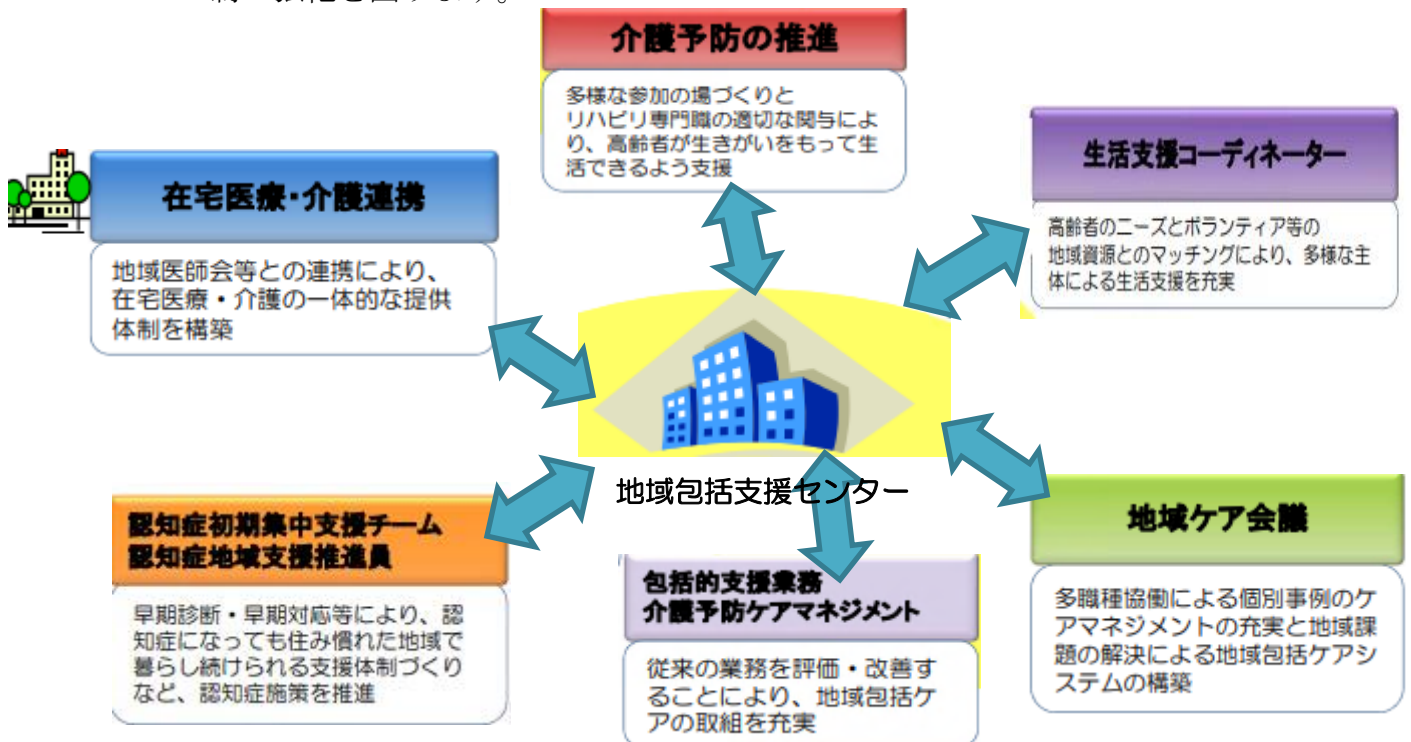 強化を図ります。
介護予防の推進
多様な参加の場づくりと
リハビリ専門職の適切な関与によ
り、高齢者が生きがいをもって生
活できるよう支援
生活支援コーディネーター
高齢者のニーズとボランティア等の
地域資源とのマッチングにより、多様な主
体による生活支援を充実
在宅医療・介護連携
地域医師会等との連携により、
在宅医療・介護の一体的な提供
体制を構築
地域包括支援センター
認知症初期集中支援チーム
認知症地域支援推進員
早期診断・早期対応等により、認
知症になっても住み慣れた地域で
暮らし続けられる支援体制づくり
など、認知症施策を推進
包括的支援業務
介護予防ケアマネジメント
従来の業務を評価・改善す
ることにより、地域包括ケ
アの取組を充実
地域ケア会議
多職種協働による個別事例のケ
アマネジメントの充実と地域課
題の解決による地域包括ケアシ
ステムの構築